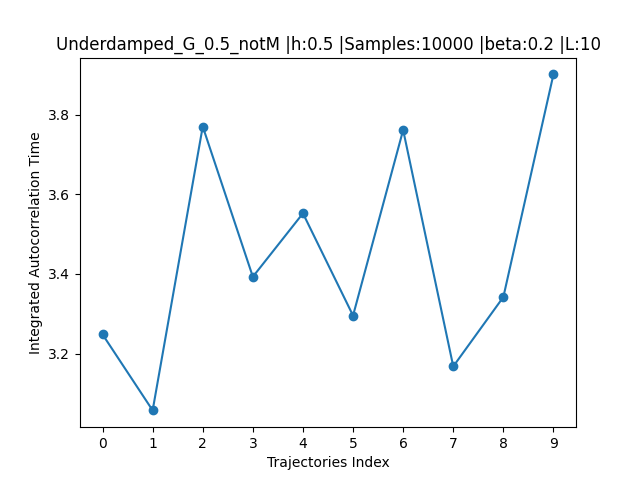 Underdamped_G_0.5_notM |h:0.5 |Samples:10000 |beta:0.2 |L:10
Integrated Autocorrelation Time
3.8
3.6
3.4
3.2
0 1 2 3 4 5 6 7 8 9
Trajectories Index